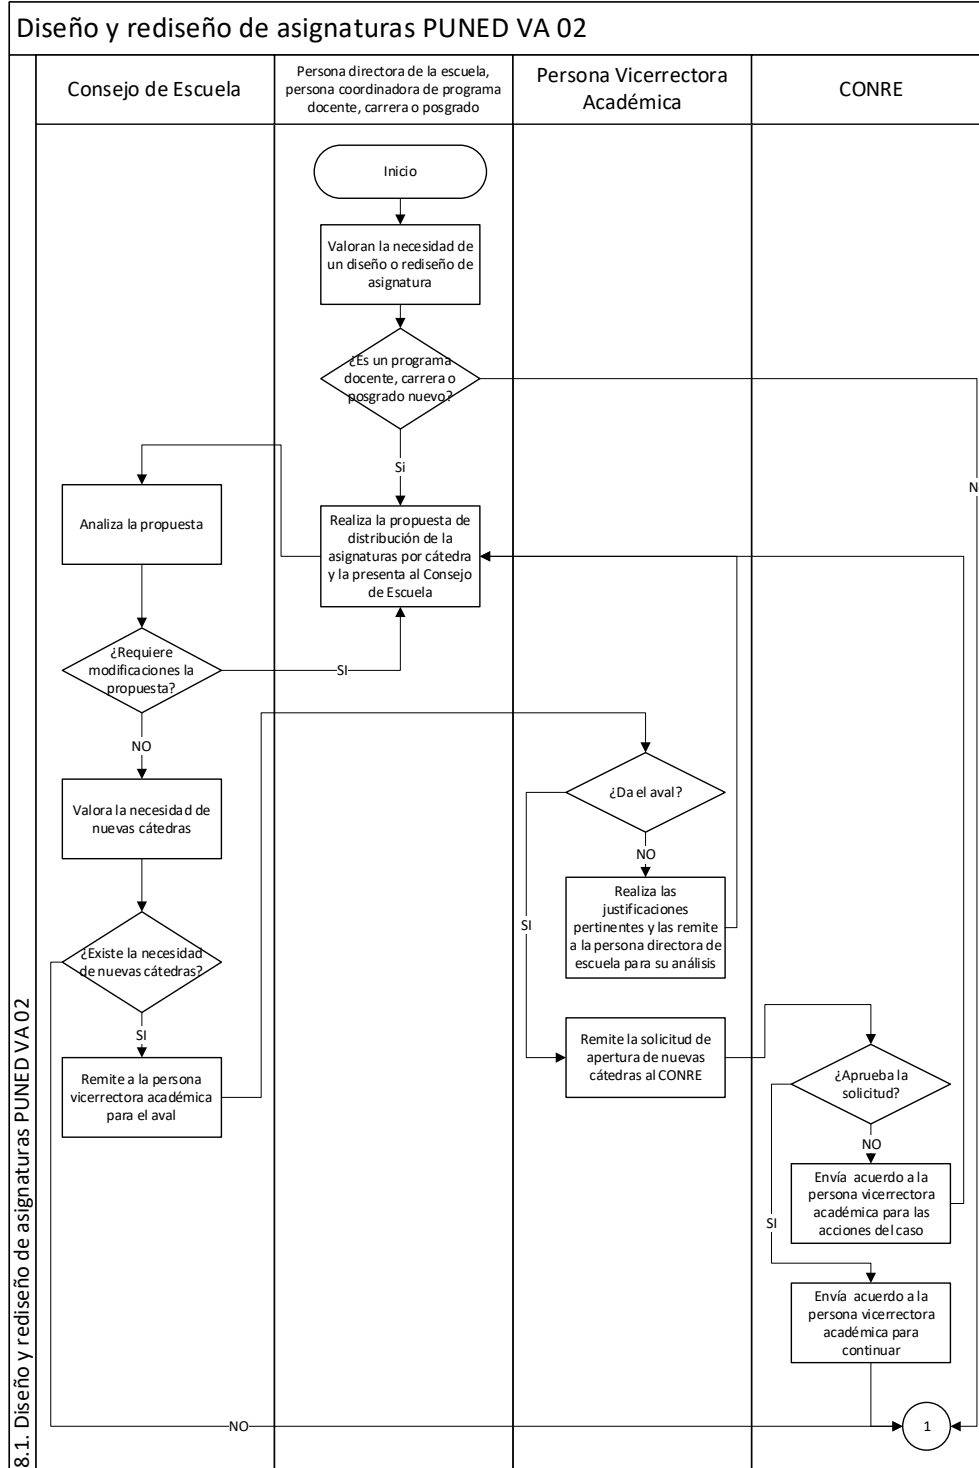 Diseño y rediseño de asignaturas PUNED VA 02
8.1. Diseño y rediseño de asignaturas PUNED VA 02
Consejo de Escuela
Persona directora de la escuela,
persona coordinadora de programa
docente, carrera o posgrado
Persona Vicerrectora
Académica
CONRE
Inicio
Valoran la necesidad de
un diseño o rediseño de
asignatura
¿Es un programa
docente, carrera o
posgrado nuevo?
Si
N
Analiza la propuesta
Realiza la propuesta de
distribución de la
asignaturas por cátedra
y la presenta al Consejo
de Escuela
¿Requiere
modificaciones la
propuesta?
SI
NO
Valora la necesidad de
nuevas cátedras
¿Da el aval?
NO
SI
Realiza las
justificaciones
pertinentes y las remite
a la persona directora de
escuela para su análisis
¿Existe la necesidad
de nuevas cátedras?
SI
Remite a la persona
vicerrectora académica
para el aval
Remite la solicitud de
apertura de nuevas
cátedras al CONRE
¿Aprueba la
solicitud?
NO
SI
Envía acuerdo a la
persona vicerrectora
académica para las
acciones del caso
Envía acuerdo a la
persona vicerrectora
académica para
continuar
NO
1